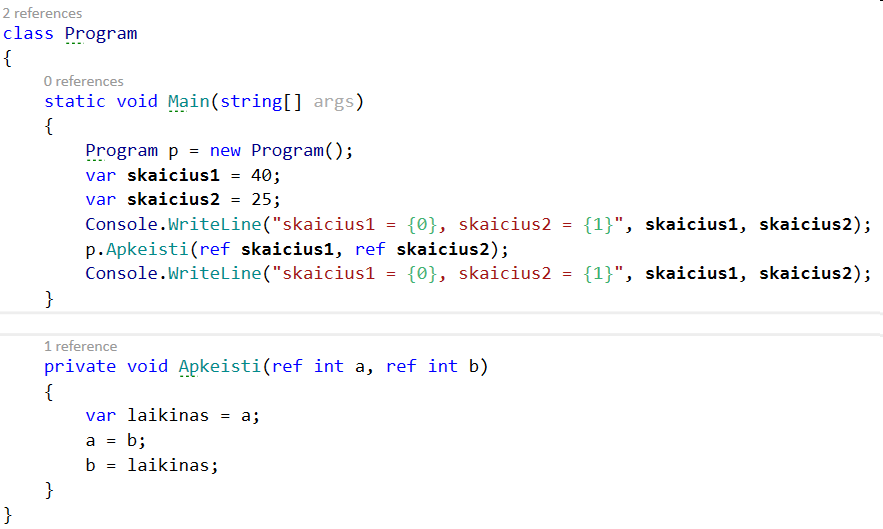 2 references
class Program
{
0 references
static void Main(string[] args)
{
Program p = new Program();
var skaicius1 = 40;
var skaicius2 = 25;
Console.WriteLine("skaicius1 = {0}, skaicius2 = {1}", skaicius1, skaicius2);
p.Apkeisti(ref skaicius1, ref skaicius2);
Console.WriteLine("skaicius1 = {0}, skaicius2 = {1}", skaicius1, skaicius2);
}
1 reference
private void Apkeisti(ref int a, ref int b)
{
var laikinas = a;
a = b;
b = laikinas;
}
}